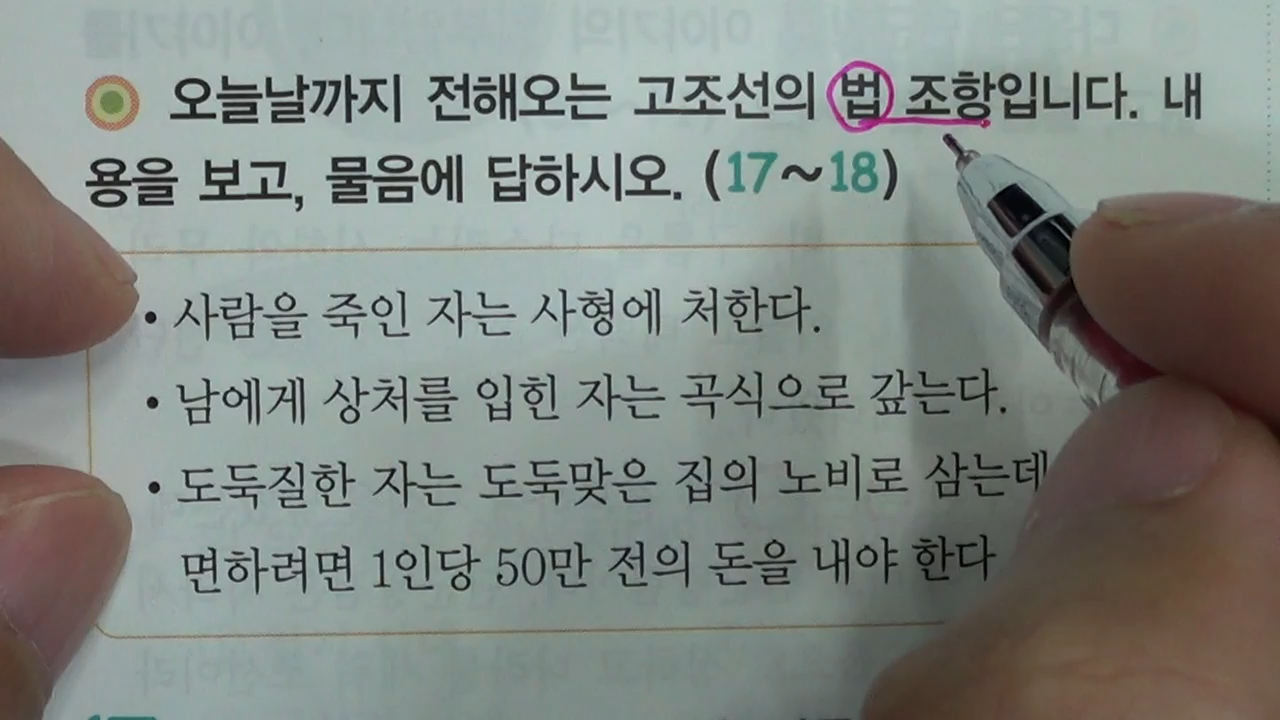 오늘날까지 전해오는 고조선의 법 조항입니다. 내
용을 보고, 물음에 답하시오. (17~18)
• 사람을 죽인 자는 사형에 처한다.
• 남에게 상처를 입힌 자는 곡식으로 갚는다.
• 도둑질한 자는 도둑맞은 집의 노비로 삼는데
면하려면 1인당 50만 전의 돈을 내야 한다